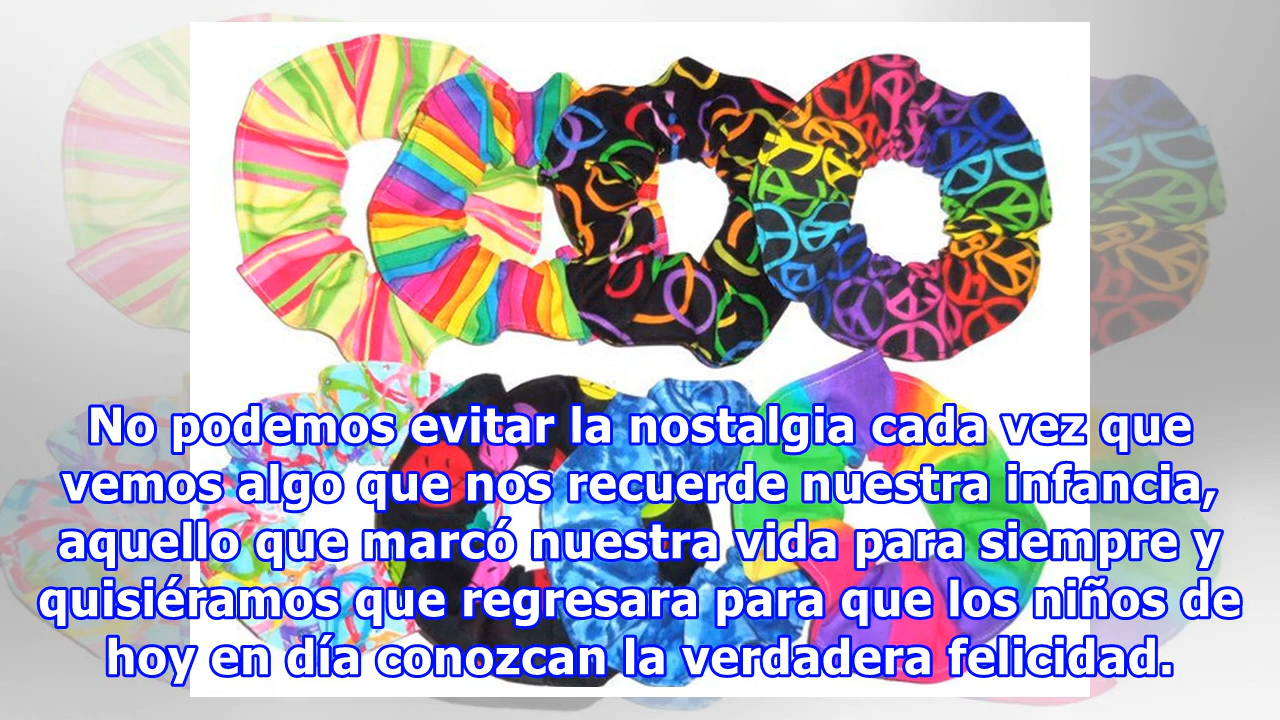 No podemos evitar la nostalgia cada vez que
vemos algo que nos recuerde nuestra infancia,
aquello que marcó nuestra vida para siempre y
quisiéramos que regresara para que los niños de
hoy en día conozcan la verdadera felicidad.